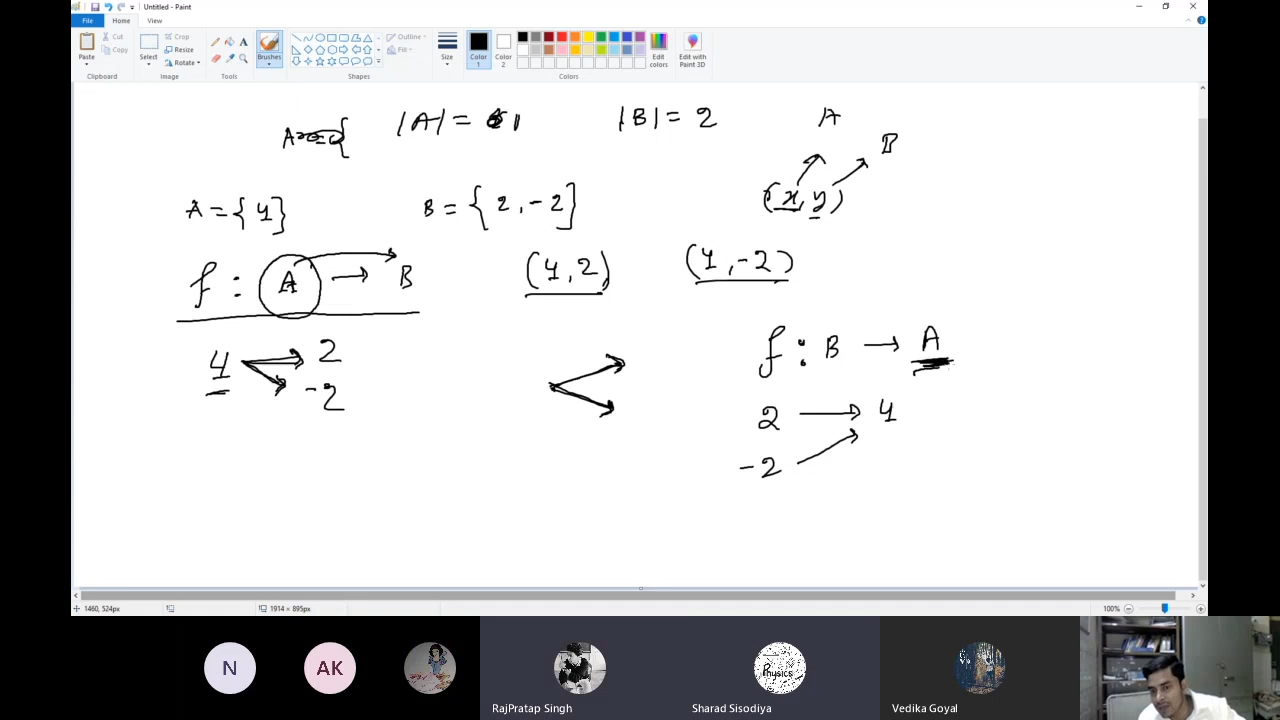 Untitled - Paint
File Home View
Paste
Cut
Copy
Clipboard
Select
Crop
Resize
Rotate
Image
Tools
Brushes
Shapes
Outline
Fill
Size
Color 1
Color 2
Colors
Edit colors
Edit with Paint 3D
|A| = 1 |B| = 2 A
B
A = { 4 } B = { 2 , -2 } (x, y)
f : A → B (4, 2) (4, -2)
4 2
-2
f : B → A
2 → 4
-2
1460, 524px 1914 × 895px 100%
N AK Physics
RajPratap Singh Sharad Sisodiya Vedika Goyal